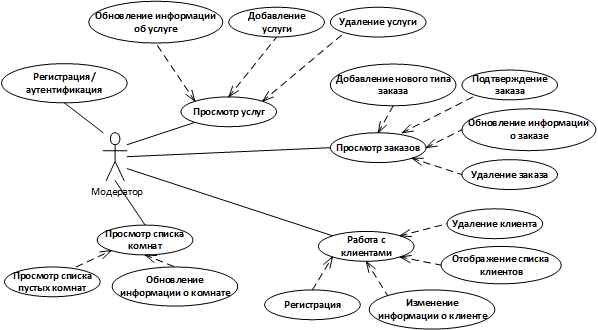 Обновление информации
об услуге
Добавление
услуги
Удаление услуги
Регистрация/
аутентификация
Просмотр услуг
Добавление нового типа
заказа
Подтверждение
заказа
Обновление информации
о заказе
Просмотр заказов
Удаление заказа
Модератор
Просмотр списка
комнат
Просмотр списка
пустых комнат
Обновление
информации о комнате
Работа с
клиентами
Удаление клиента
Отображение списка
клиентов
Регистрация
Изменение
информации о клиенте